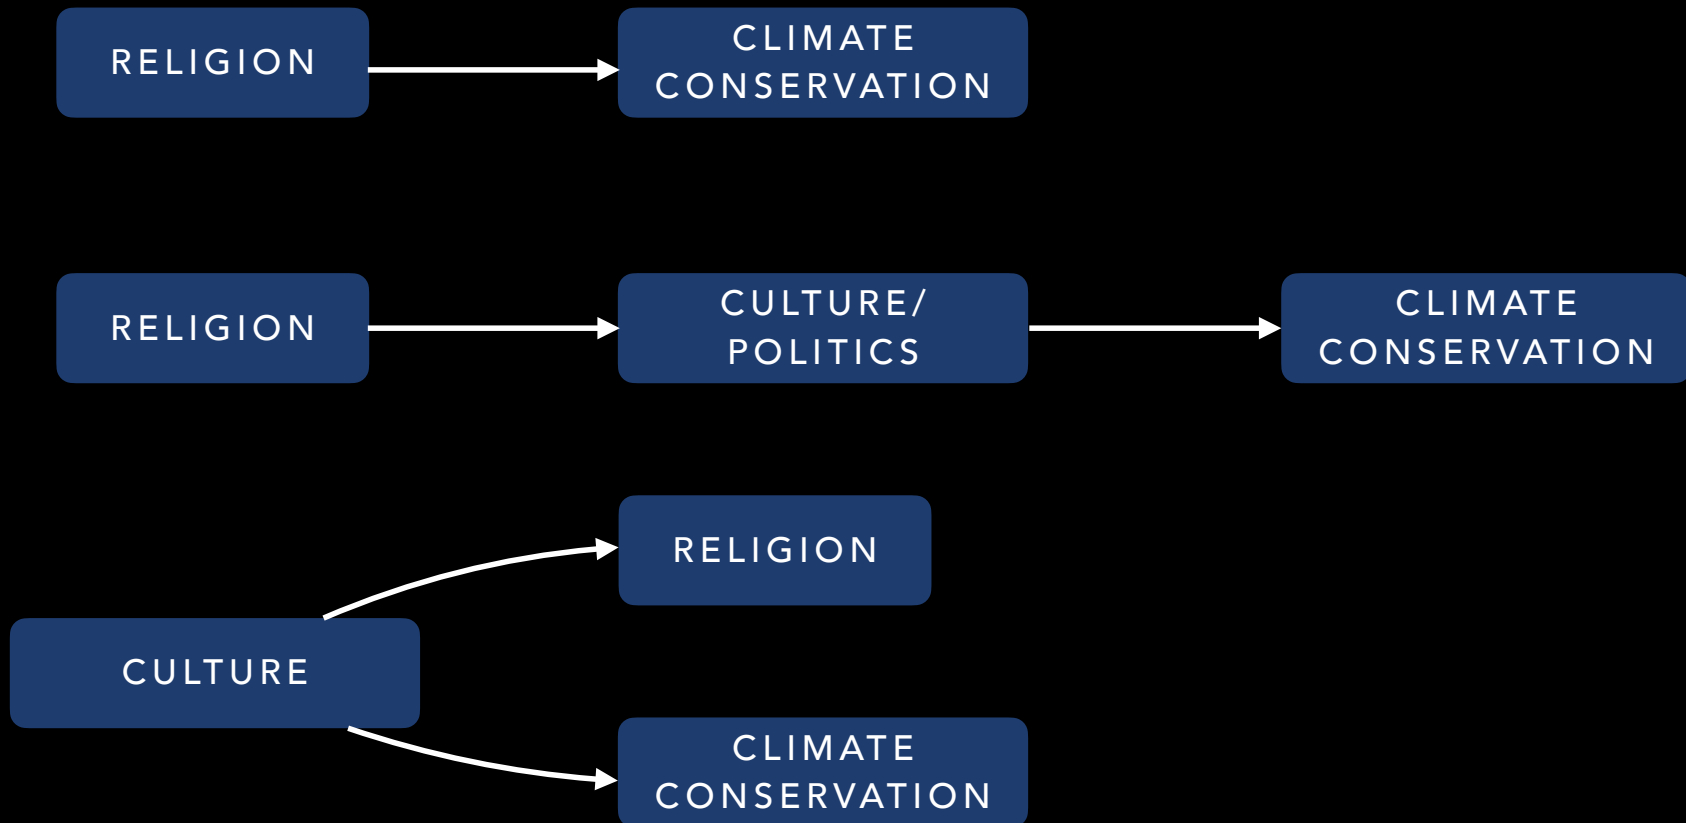 RELIGION
CLIMATE
CONSERVATION
RELIGION
CULTURE/
POLITICS
CLIMATE
CONSERVATION
RELIGION
CULTURE
CLIMATE
CONSERVATION